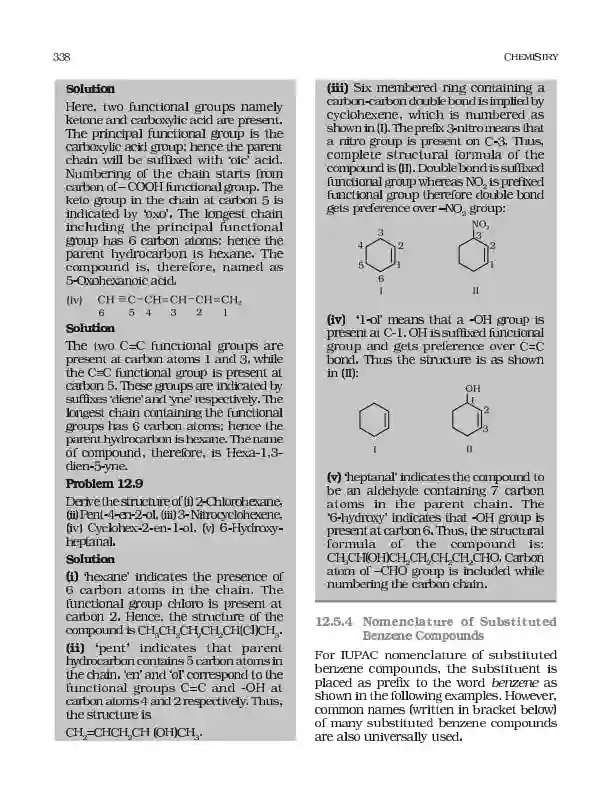 338
CHEMISTRY
Solution
Here, two functional groups namely
ketone and carboxylic acid are present.
The principal functional group is the
carboxylic acid group; hence the parent
chain will be suffixed with 'oic' acid.
Numbering of the chain starts from
carbon of – COOH functional group. The
keto group in the chain at carbon 5 is
indicated by 'oxo'. The longest chain
including the principal functional
group has 6 carbon atoms; hence the
parent hydrocarbon is hexane. The
compound is, therefore, named as
5-Oxohexanoic acid.
(iv) CH ≡C–CH=CH–CH=CH₂
6 5 4 3 2 1
Solution
The two C=C functional groups are
present at carbon atoms 1 and 3, while
the C≡C functional group is present at
carbon 5. These groups are indicated by
suffixes 'diene' and 'yne' respectively. The
longest chain containing the functional
groups has 6 carbon atoms; hence the
parent hydrocarbon is hexane. The name
of compound, therefore, is Hexa-1,3-
dien-5-yne.
Problem 12.9
Derive the structure of (i) 2-Chlorohexane,
(ii) Pent-4-en-2-ol, (iii) 3- Nitrocyclohexene,
(iv) Cyclohex-2-en-1-ol, (v) 6-Hydroxy-
heptanal.
Solution
(i) 'hexane' indicates the presence of
6 carbon atoms in the chain. The
functional group chloro is present at
carbon 2. Hence, the structure of the
compound is CH₃CH₂CH₂CH₂CH(Cl)CH₃.
(ii) 'pent' indicates that parent
hydrocarbon contains 5 carbon atoms in
the chain. 'en' and 'ol' correspond to the
functional groups C=C and -OH at
carbon atoms 4 and 2 respectively. Thus,
the structure is
CH₂=CHCH₂CH (OH)CH₃.
(iii) Six membered ring containing a
carbon-carbon double bond is implied by
cyclohexene, which is numbered as
shown in (I). The prefix 3-nitro means that
a nitro group is present on C-3. Thus,
complete structural formula of the
compound is (II). Double bond is suffixed
functional group whereas NO₂ is prefixed
functional group therefore double bond
gets preference over –NO₂ group:
NO₂
3 3
4 2 2
5 1 1
6
I II
(iv) '1-ol' means that a -OH group is
present at C-1. OH is suffixed functional
group and gets preference over C=C
bond. Thus the structure is as shown
in (II):
OH
1
2
3
I II
(v) 'heptanal' indicates the compound to
be an aldehyde containing 7 carbon
atoms in the parent chain. The
'6-hydroxy' indicates that -OH group is
present at carbon 6. Thus, the structural
formula of the compound is:
CH₃CH(OH)CH₂CH₂CH₂CH₂CHO. Carbon
atom of –CHO group is included while
numbering the carbon chain.
12.5.4 Nomenclature of Substituted
Benzene Compounds
For IUPAC nomenclature of substituted
benzene compounds, the substituent is
placed as prefix to the word benzene as
shown in the following examples. However,
common names (written in bracket below)
of many substituted benzene compounds
are also universally used.